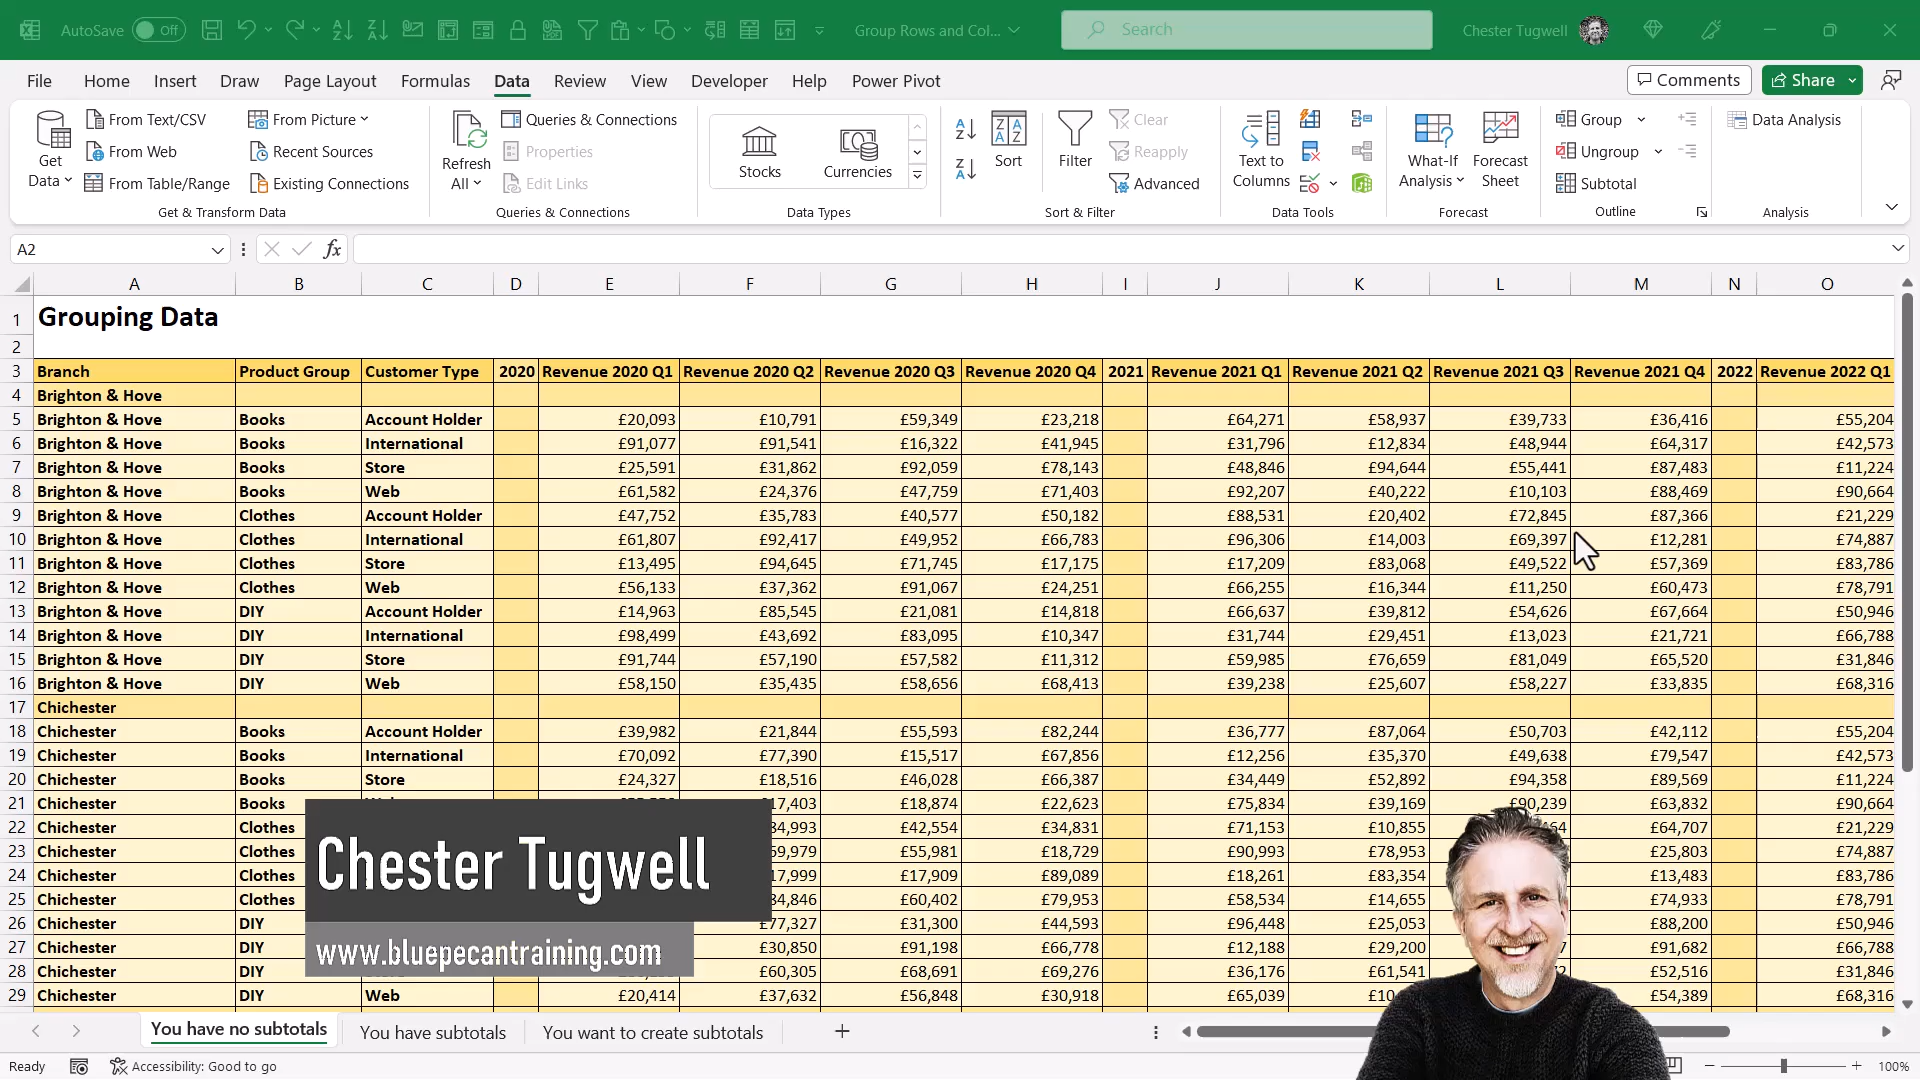 AutoSave Off Group Rows and Col... Search Chester Tugwell
File Home Insert Draw Page Layout Formulas Data Review View Developer Help Power Pivot Comments Share
Get Data From Text/CSV From Picture Refresh All Queries & Connections Stocks Currencies Sort Filter Clear Text to Columns What-If Analysis Forecast Sheet Group Data Analysis
From Web Recent Sources Properties Reapply Ungroup
From Table/Range Existing Connections Edit Links Advanced Subtotal
Get & Transform Data Queries & Connections Data Types Sort & Filter Data Tools Forecast Outline Analysis
A2 fx
A B C D E F G H I J K L M N O
1 Grouping Data
2
3 Branch Product Group Customer Type 2020 Revenue 2020 Q1 Revenue 2020 Q2 Revenue 2020 Q3 Revenue 2020 Q4 2021 Revenue 2021 Q1 Revenue 2021 Q2 Revenue 2021 Q3 Revenue 2021 Q4 2022 Revenue 2022 Q1
4 Brighton & Hove
5 Brighton & Hove Books Account Holder £20,093 £10,791 £59,349 £23,218 £64,271 £58,937 £39,733 £36,416 £55,204
6 Brighton & Hove Books International £91,077 £91,541 £16,322 £41,945 £31,796 £12,834 £48,944 £64,317 £42,573
7 Brighton & Hove Books Store £25,591 £31,862 £92,059 £78,143 £48,846 £94,644 £55,441 £87,483 £11,224
8 Brighton & Hove Books Web £61,582 £24,376 £47,759 £71,403 £92,207 £40,222 £10,103 £88,469 £90,664
9 Brighton & Hove Clothes Account Holder £47,752 £35,783 £40,577 £50,182 £88,531 £20,402 £72,845 £87,366 £21,229
10 Brighton & Hove Clothes International £61,807 £92,417 £49,952 £66,783 £96,306 £14,003 £69,397 £12,281 £74,887
11 Brighton & Hove Clothes Store £13,495 £94,645 £71,745 £17,175 £17,209 £83,068 £49,522 £57,369 £83,786
12 Brighton & Hove Clothes Web £56,133 £37,362 £91,067 £24,251 £66,255 £16,344 £11,250 £60,473 £78,791
13 Brighton & Hove DIY Account Holder £14,963 £85,545 £21,081 £14,818 £66,637 £39,812 £54,626 £67,664 £50,946
14 Brighton & Hove DIY International £98,499 £43,692 £83,095 £10,347 £31,744 £29,451 £13,023 £21,721 £66,788
15 Brighton & Hove DIY Store £91,744 £57,190 £57,582 £11,312 £59,985 £76,659 £81,049 £65,520 £31,846
16 Brighton & Hove DIY Web £58,150 £35,435 £58,656 £68,413 £39,238 £25,607 £58,227 £33,835 £68,316
17 Chichester
18 Chichester Books Account Holder £39,982 £21,844 £55,593 £82,244 £36,777 £87,064 £50,703 £42,112 £55,204
19 Chichester Books International £70,092 £77,390 £15,517 £67,856 £12,256 £35,370 £49,638 £79,547 £42,573
20 Chichester Books Store £24,327 £18,516 £46,028 £66,387 £34,449 £52,892 £94,358 £89,569 £11,224
21 Chichester Books £18,874 £22,623 £75,834 £39,169 £90,239 £63,832 £90,664
22 Chichester Clothes £42,554 £34,831 £71,153 £10,855 £64,707 £21,229
23 Chichester Clothes £55,981 £18,729 £90,993 £78,953 £25,803 £74,887
24 Chichester Clothes £17,909 £89,089 £18,261 £83,354 £13,483 £83,786
25 Chichester Clothes £60,402 £79,953 £58,534 £14,655 £74,933 £78,791
26 Chichester DIY £77,327 £31,300 £44,593 £96,448 £25,053 £88,200 £50,946
27 Chichester DIY £30,850 £91,198 £66,778 £12,188 £29,200 £91,682 £66,788
28 Chichester DIY £60,305 £68,691 £69,276 £36,176 £61,541 £52,516 £31,846
29 Chichester DIY Web £20,414 £37,632 £56,848 £30,918 £65,039 £54,389 £68,316
Chester Tugwell
www.bluepecantraining.com
You have no subtotals You have subtotals You want to create subtotals
Ready Accessibility: Good to go 100%